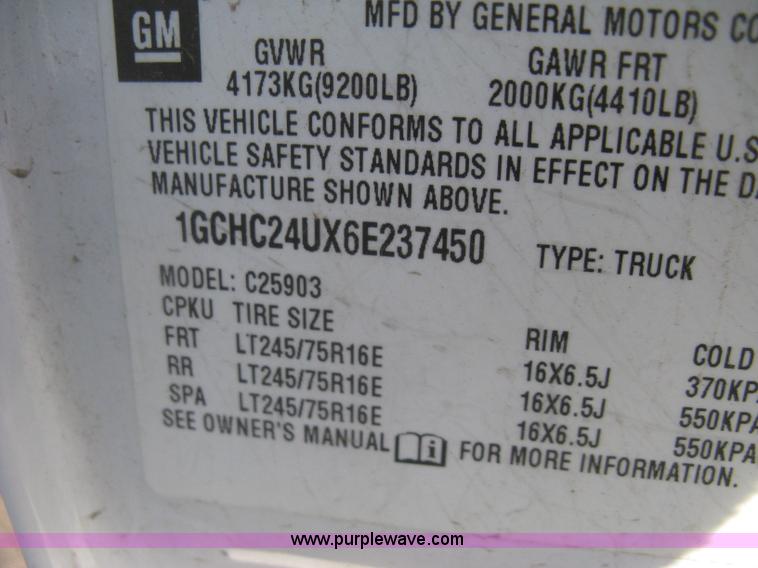 GM
MFD BY GENERAL MOTORS CO
GVWR GAWR FRT
4173KG(9200LB) 2000KG(4410LB)
THIS VEHICLE CONFORMS TO ALL APPLICABLE U.S
VEHICLE SAFETY STANDARDS IN EFFECT ON THE DA
MANUFACTURE SHOWN ABOVE.
1GCHC24UX6E237450 TYPE: TRUCK
MODEL: C25903
CPKU TIRE SIZE RIM COLD
FRT LT245/75R16E 16X6.5J 370KPA
RR LT245/75R16E 16X6.5J 550KPA
SPA LT245/75R16E 16X6.5J 550KPA
SEE OWNER'S MANUAL i FOR MORE INFORMATION.
www.purplewave.com